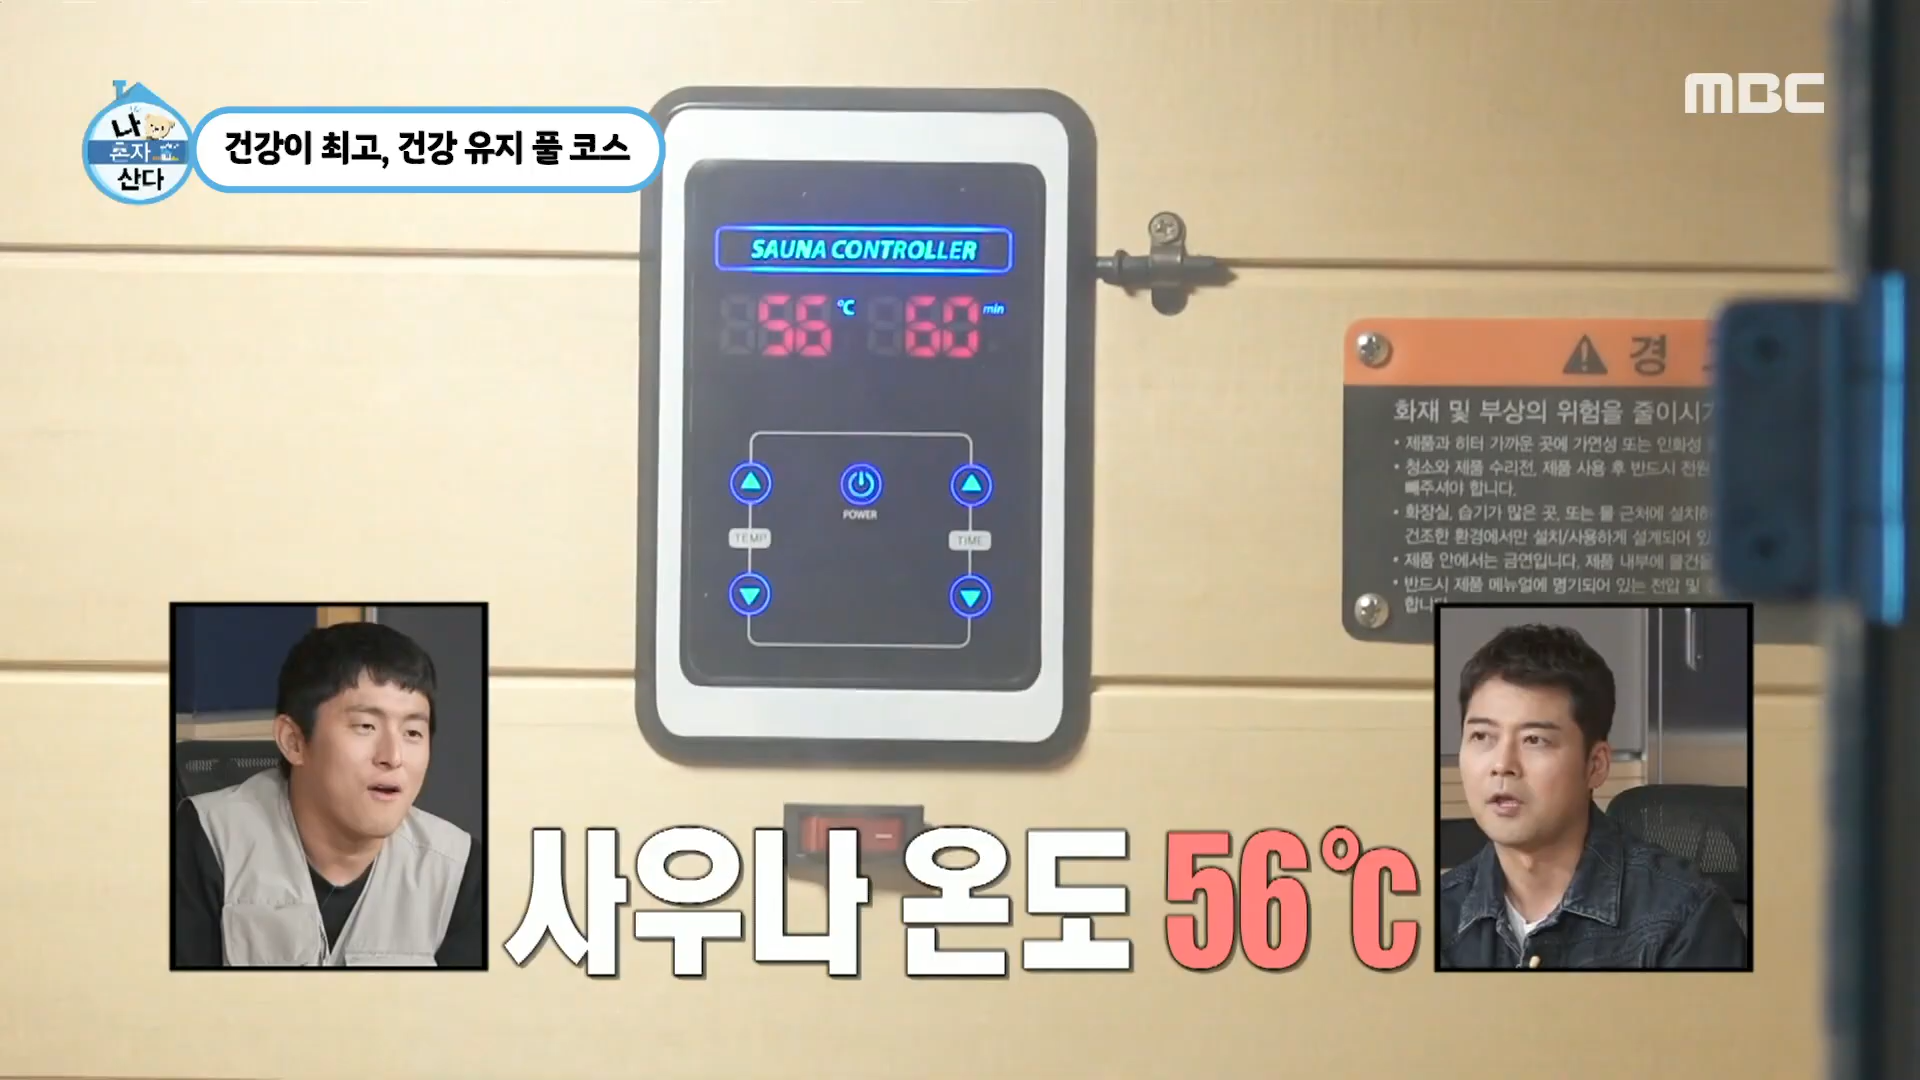 나
혼자
산다
건강이 최고, 건강 유지 풀 코스
MBC
SAUNA CONTROLLER
56 °C 60 min
POWER
TEMP
TIME
경
화재 및 부상의 위험을 줄이시기
• 제품과 히터 가까운 곳에 가연성 또는 인화성
• 청소와 제품 수리전, 제품 사용 후 반드시 전원
빼주셔야 합니다.
• 화장실, 습기가 많은 곳, 또는 물 근처에 설치하
건조한 환경에서만 설치/사용하게 설계되어 있
• 제품 안에서는 금연입니다. 제품 내부에 물건을
• 반드시 제품 메뉴얼에 명기되어 있는 전압 및
합니다
사우나 온도 56℃